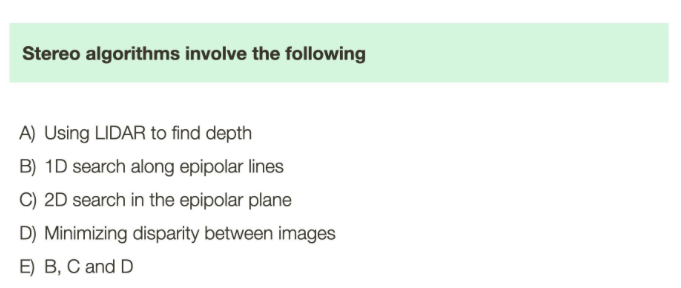 Stereo algorithms involve the following
A) Using LIDAR to find depth
B) 1D search along epipolar lines
C) 2D search in the epipolar plane
D) Minimizing disparity between images
E) B, C and D